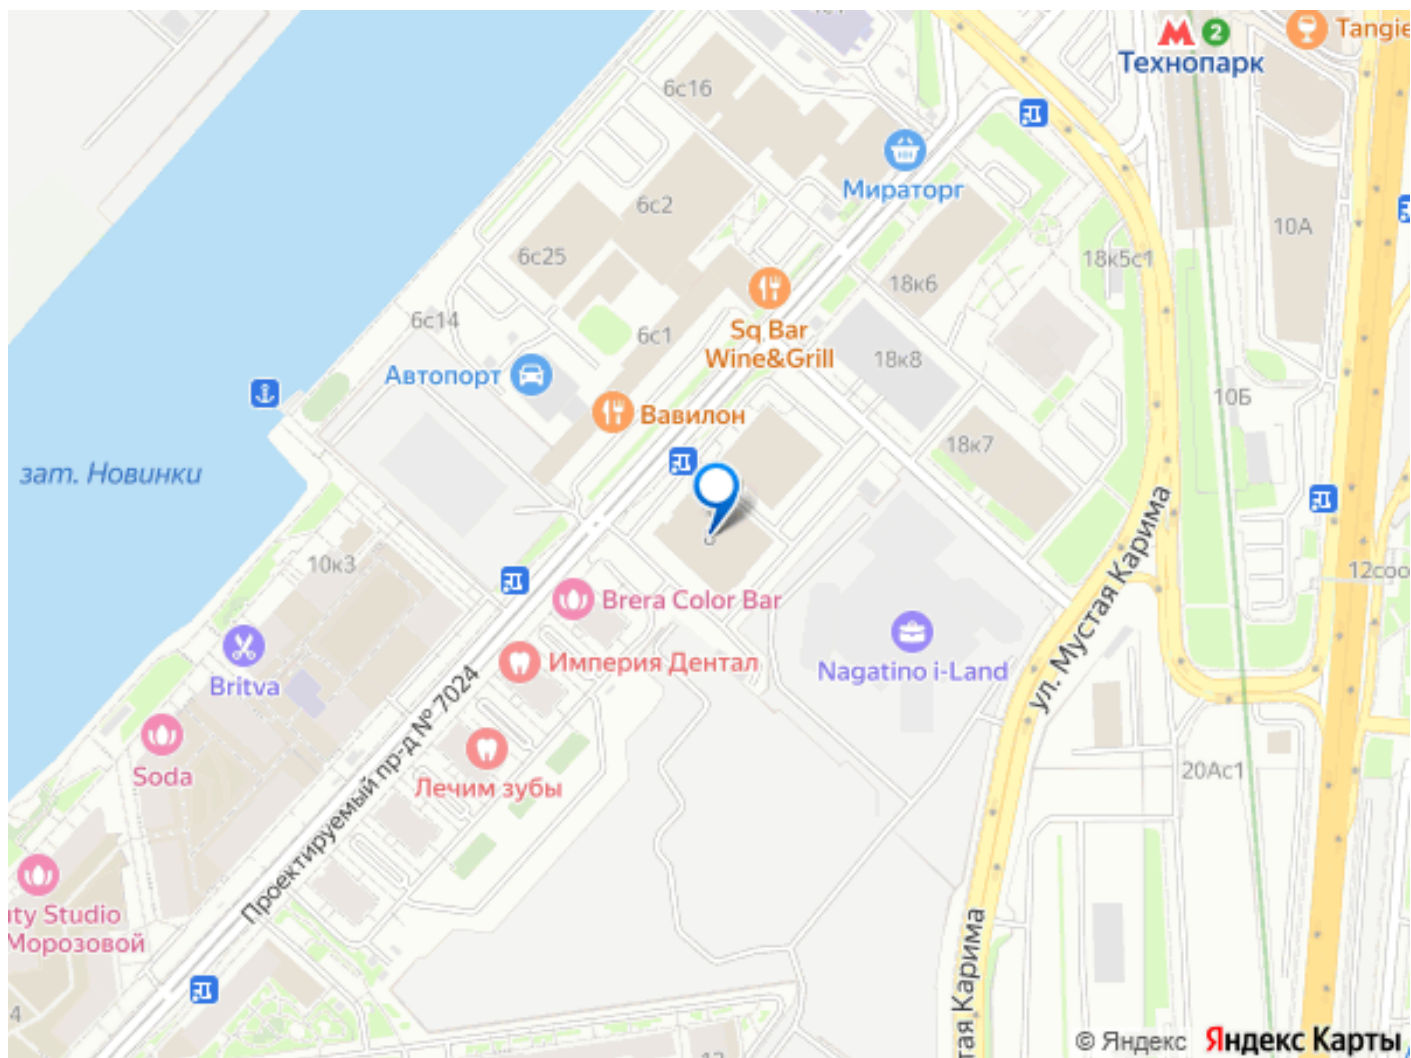 2
Технопарк
Tangie
6с16
Мираторг
6с2
10А
6с25
18к5с1
18к6
6с14
6с1
Sq Bar
Wine&Grill
18к8
Автопорт
10Б
Вавилон
18к7
зат. Новинки
ул. Мустая Карима
10к3
12соо
Brera Color Bar
Империя Дентал
Nagatino i-Land
Britva
Проектируемый пр-д № 7024
Soda
Лечим зубы
20Ас1
ity Studio
Морозовой
тая Карима
4
© Яндекс
Яндекс Карты